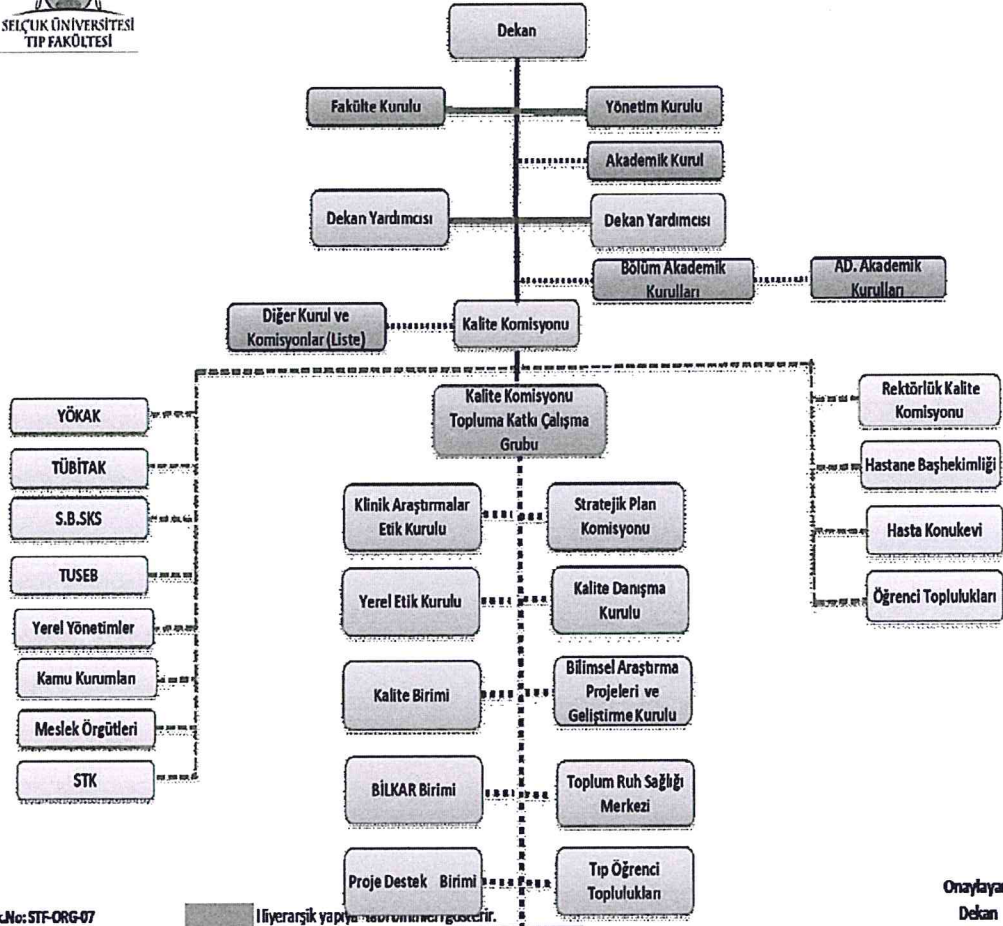 SELÇUK ÜNİVERSİTESİ
TIP FAKÜLTESİ
Dekan
Fakülte Kurulu
Yönetim Kurulu
Akademik Kurul
Dekan Yardımcısı
Dekan Yardımcısı
Bölüm Akademik
Kurulları
AD. Akademik
Kurulları
Diğer Kurul ve
Komisyonlar (Liste)
Kalite Komisyonu
Kalite Komisyonu
Topluma Katkı Çalışma
Grubu
YÖKAK
TÜBİTAK
S.B.SKS
TUSEB
Yerel Yönetimler
Kamu Kurumları
Meslek Örgütleri
STK
Rektörlük Kalite
Komisyonu
Hastane Başhekimliği
Hasta Konukevi
Öğrenci Toplulukları
Klinik Araştırmalar
Etik Kurulu
Stratejik Plan
Komisyonu
Yerel Etik Kurulu
Kalite Danışma
Kurulu
Kalite Birimi
Bilimsel Araştırma
Projeleri ve
Geliştirme Kurulu
BİLKAR Birimi
Toplum Ruh Sağlığı
Merkezi
Proje Destek Birimi
Tıp Öğrenci
Toplulukları
No: STF-ORG-07
Hiyerarşik yapıya gösterir.
Onaylayan
Dekan